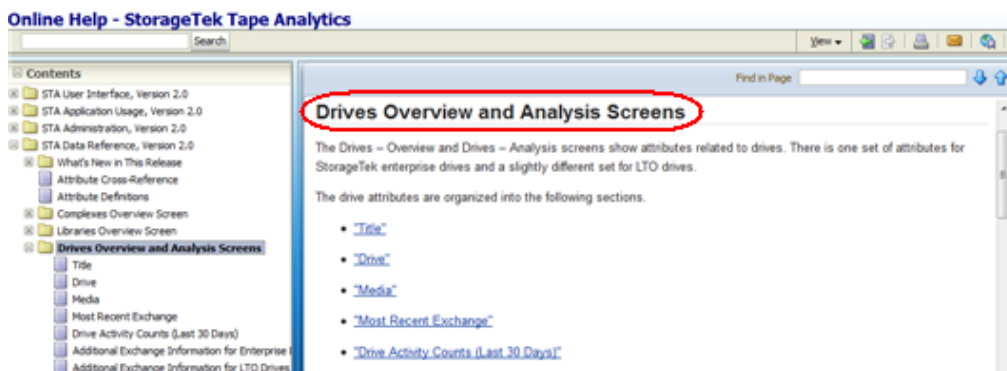 Online Help - StorageTek Tape Analytics
Search
View
Contents
STA User Interface, Version 2.0
STA Application Usage, Version 2.0
STA Administration, Version 2.0
STA Data Reference, Version 2.0
What's New in This Release
Attribute Cross-Reference
Attribute Definitions
Complexes Overview Screen
Libraries Overview Screen
Drives Overview and Analysis Screens
Title
Drive
Media
Most Recent Exchange
Drive Activity Counts (Last 30 Days)
Additional Exchange Information for Enterprise
Additional Exchange Information for LTO Drives
Find in Page
Drives Overview and Analysis Screens
The Drives – Overview and Drives – Analysis screens show attributes related to drives. There is one set of attributes for
StorageTek enterprise drives and a slightly different set for LTO drives.
The drive attributes are organized into the following sections.
• "Title"
• "Drive"
• "Media"
• "Most Recent Exchange"
• "Drive Activity Counts (Last 30 Days)"